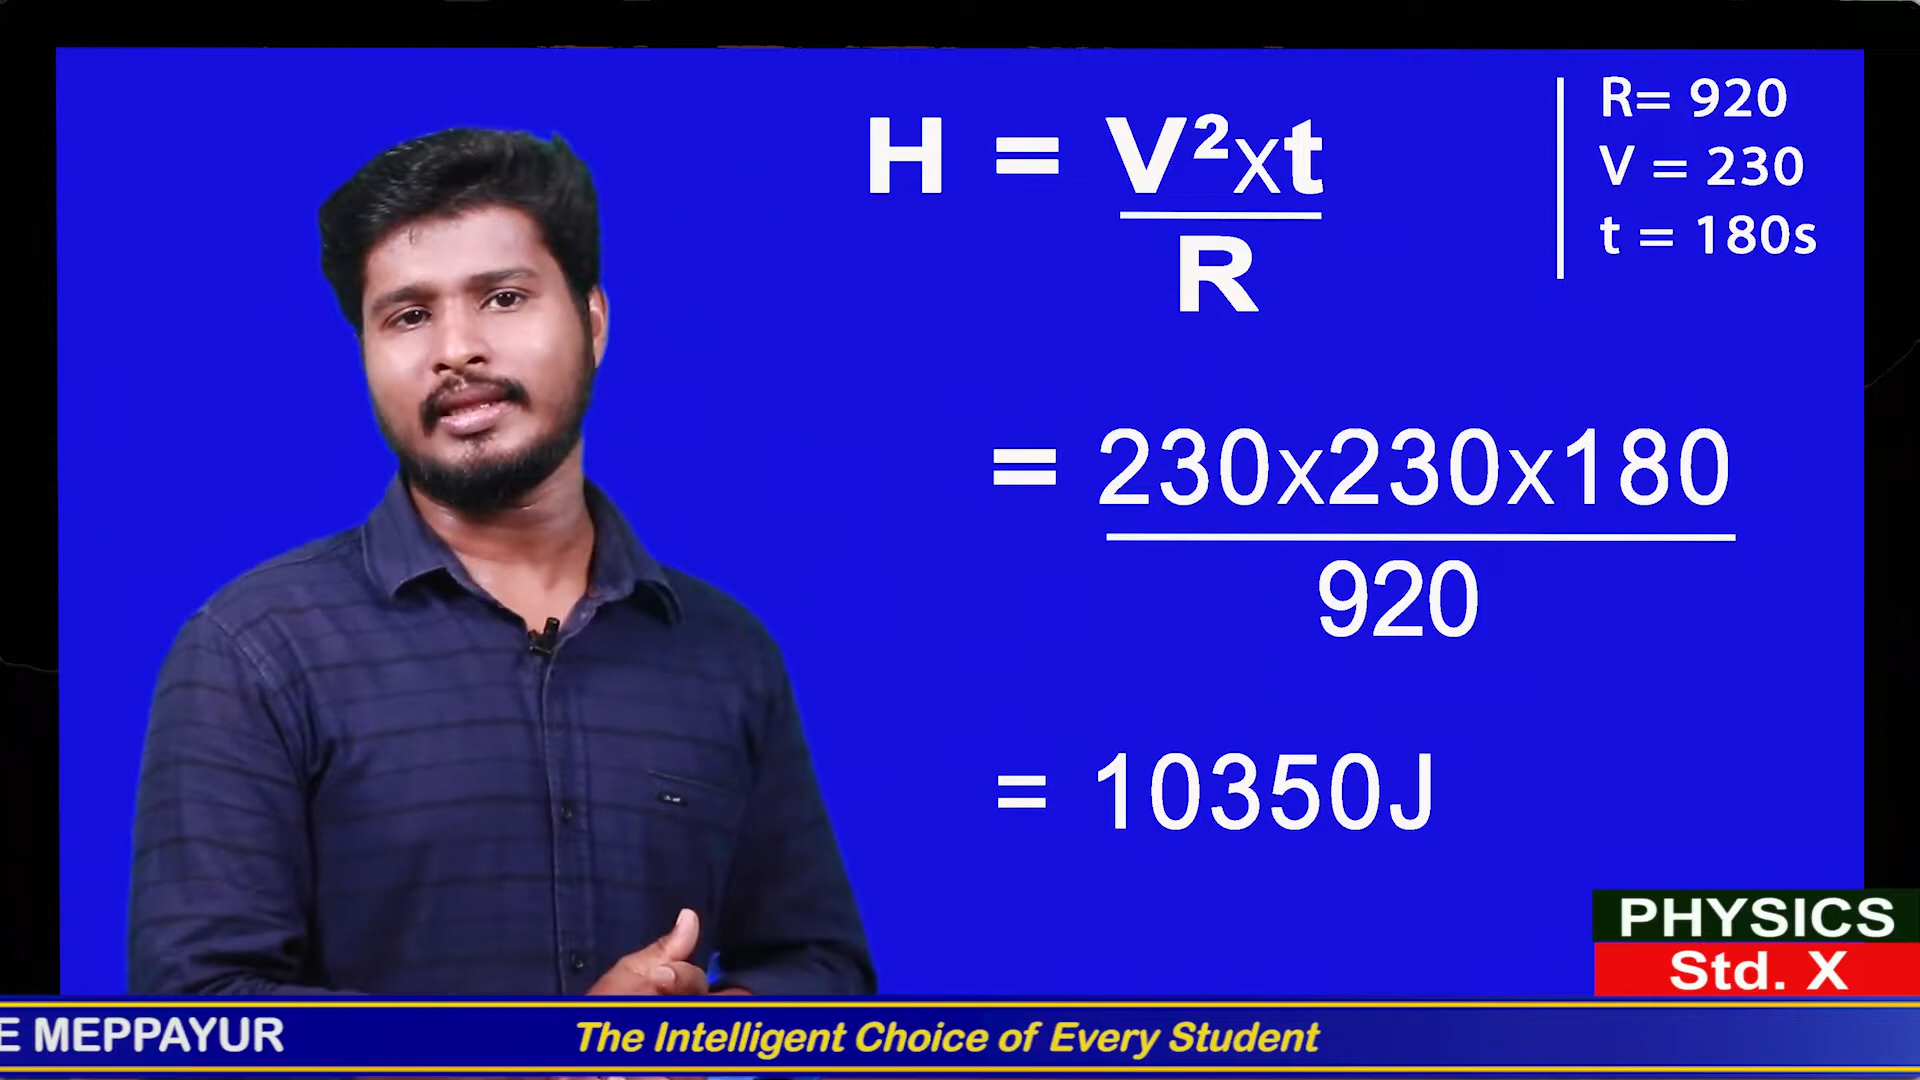 H = V²xt
R
R= 920
V = 230
t = 180s
= 230x230x180
920
= 10350J
PHYSICS
Std. X
E MEPPAYUR
The Intelligent Choice of Every Student